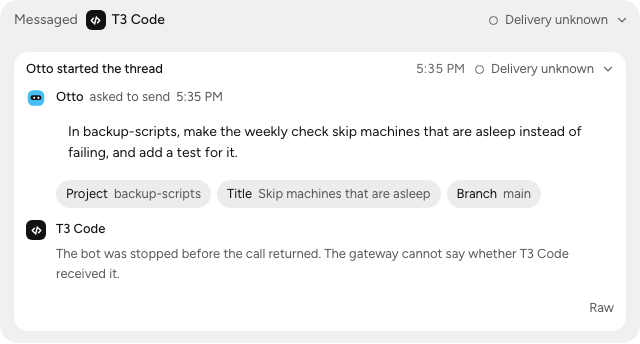 Messaged T3 Code Delivery unknown
Otto started the thread 5:35 PM Delivery unknown
Otto asked to send 5:35 PM
In backup-scripts, make the weekly check skip machines that are asleep instead of
failing, and add a test for it.
Project backup-scripts Title Skip machines that are asleep Branch main
T3 Code
The bot was stopped before the call returned. The gateway cannot say whether T3 Code
received it.
Raw